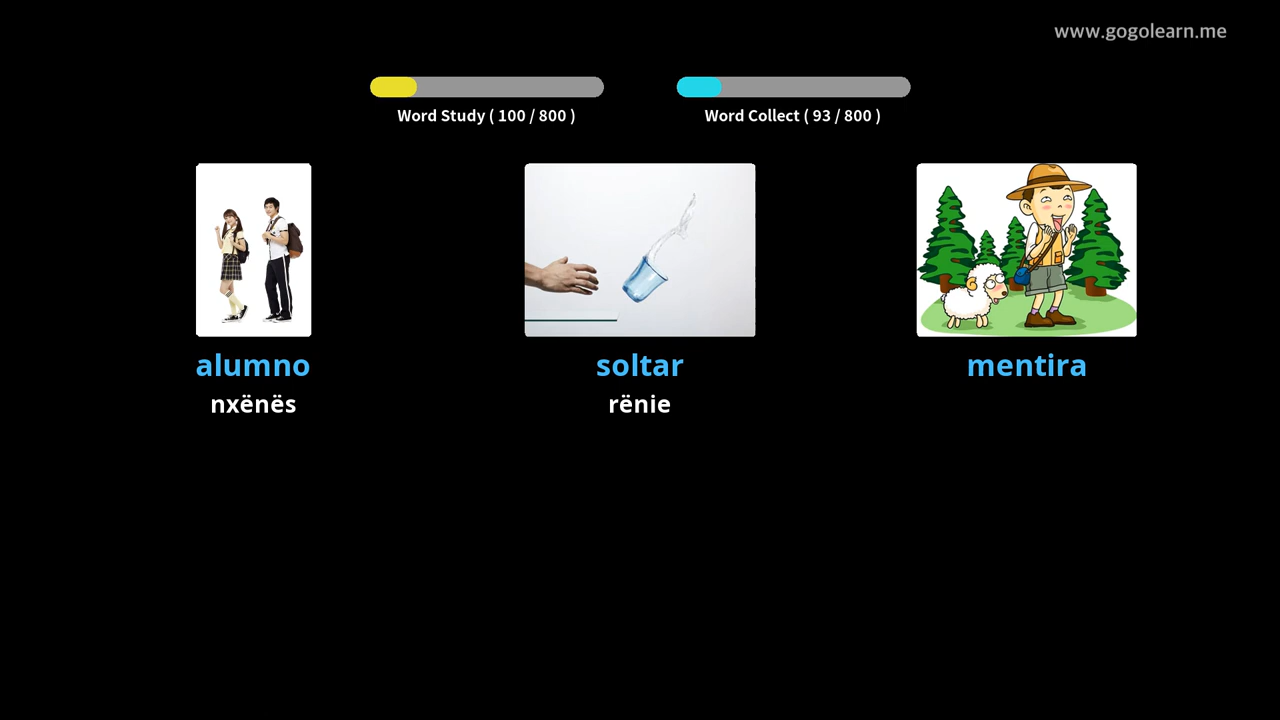 www.gogolearn.me
Word Study ( 100 / 800 )
Word Collect ( 93 / 800 )
alumno
nxënës
soltar
rënie
mentira